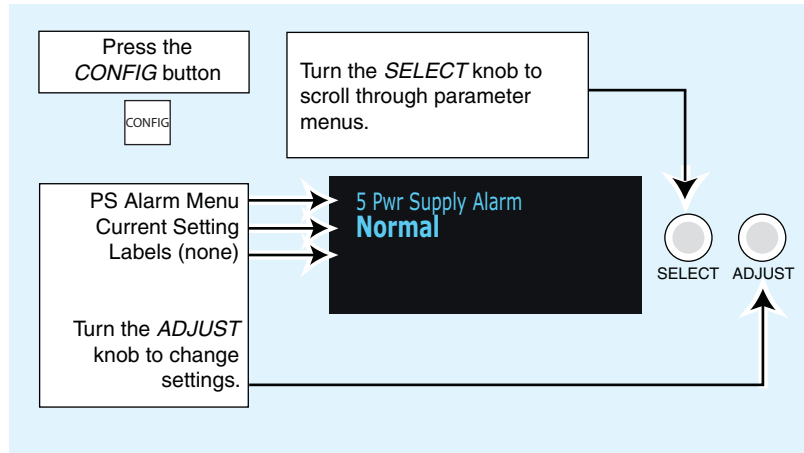 Press the
CONFIG button
CONFIG
Turn the SELECT knob to
scroll through parameter
menus.
PS Alarm Menu
Current Setting
Labels (none)
Turn the ADJUST
knob to change
settings.
5 Pwr Supply Alarm
Normal
SELECT
ADJUST